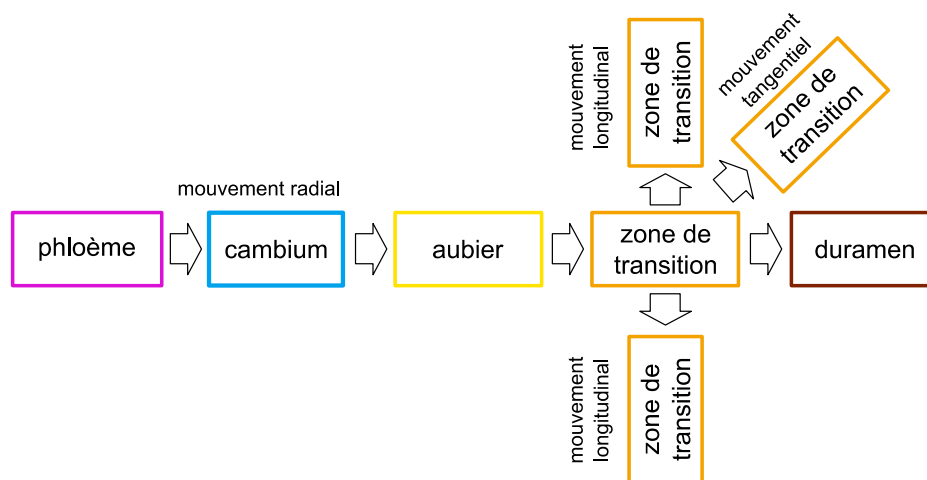 mouvement
longitudinal
zone de
transition
mouvement
tangentiel
zone de
transition
mouvement radial
phloème
cambium
aubier
zone de
transition
duramen
mouvement
longitudinal
zone de
transition